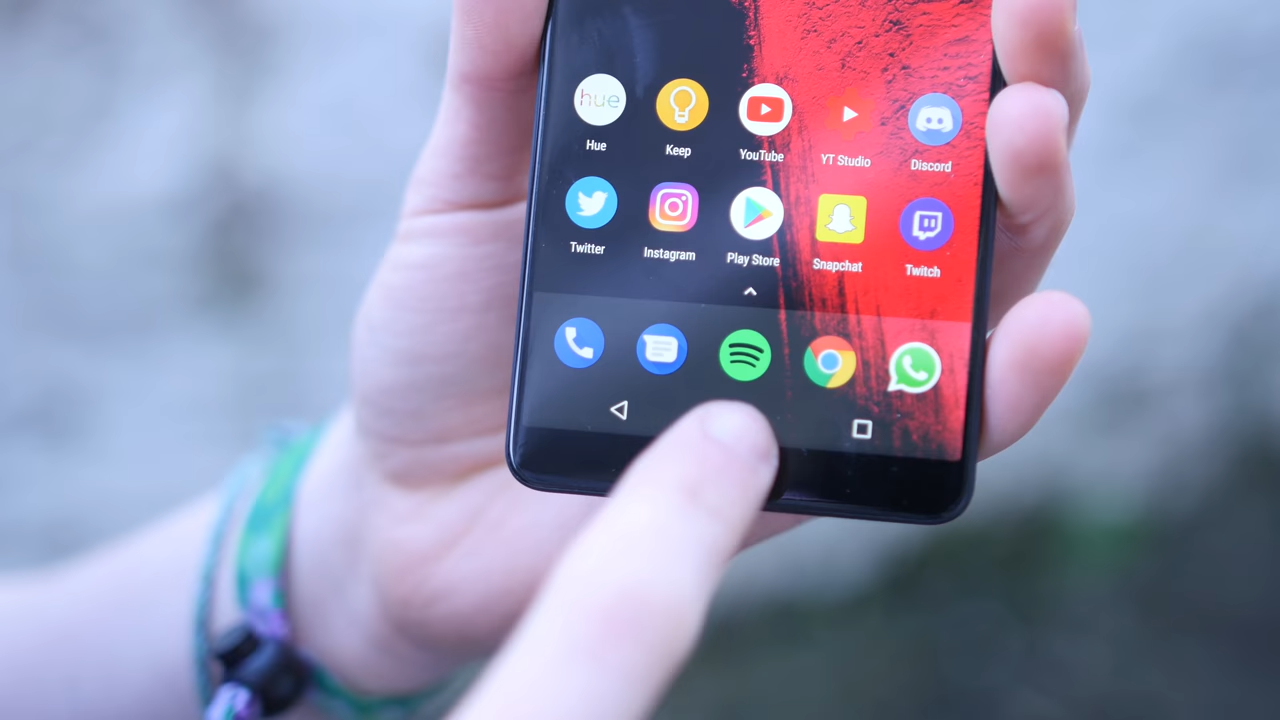 hue
Hue
Keep
YouTube
YT Studio
Discord
Twitter
Instagram
Play Store
Snapchat
Twitch